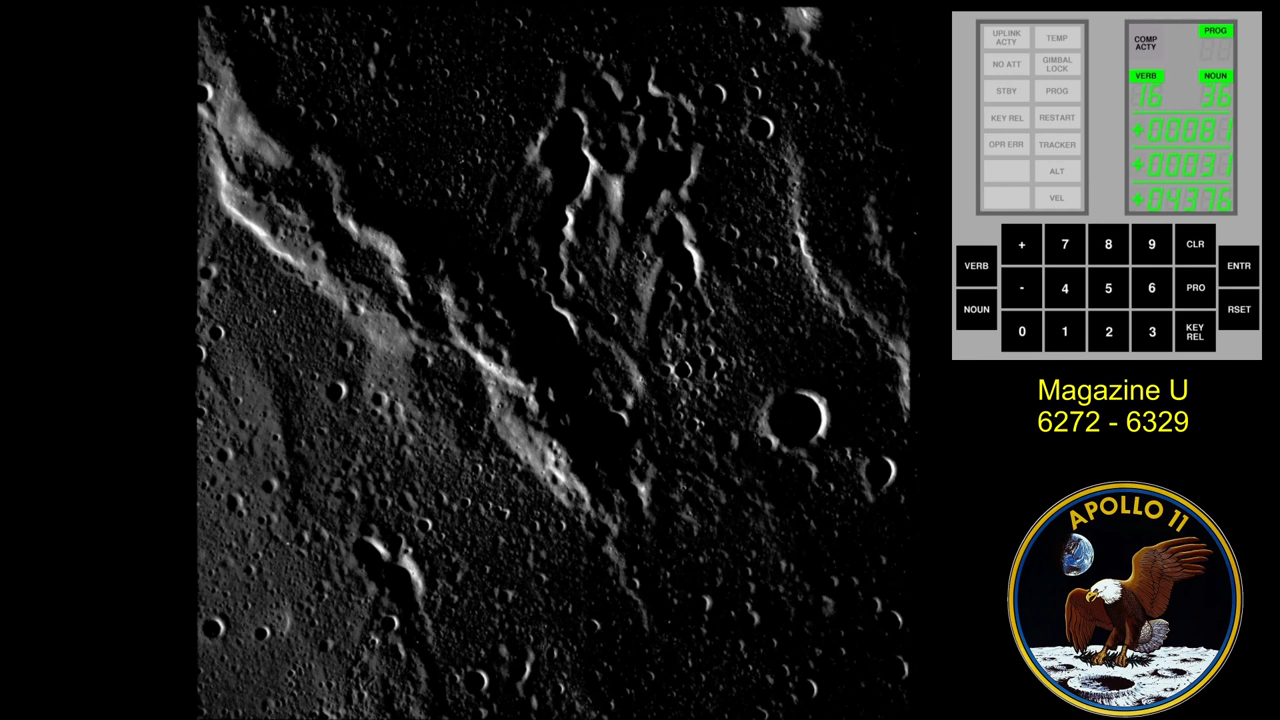 UPLINK
ACTY
TEMP
NO ATT
GIMBAL
LOCK
STBY
PROG
KEY REL
RESTART
OPR ERR
TRACKER
ALT
VEL
COMP
ACTY
PROG
VERB
NOUN
16
36
+00081
+00031
+04376
VERB
NOUN
+
7
8
9
CLR
-
4
5
6
PRO
0
1
2
3
KEY
REL
ENTR
RSET
Magazine U
6272 - 6329
APOLLO 11